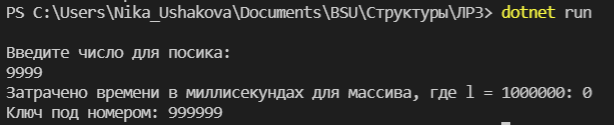 PS C:\Users\Nika_Ushakova\Documents\BSU\Структуры\ЛР3> dotnet run
Введите число для посика:
9999
Затрачено времени в миллисекундах для массива, где l = 1000000: 0
Ключ под номером: 999999